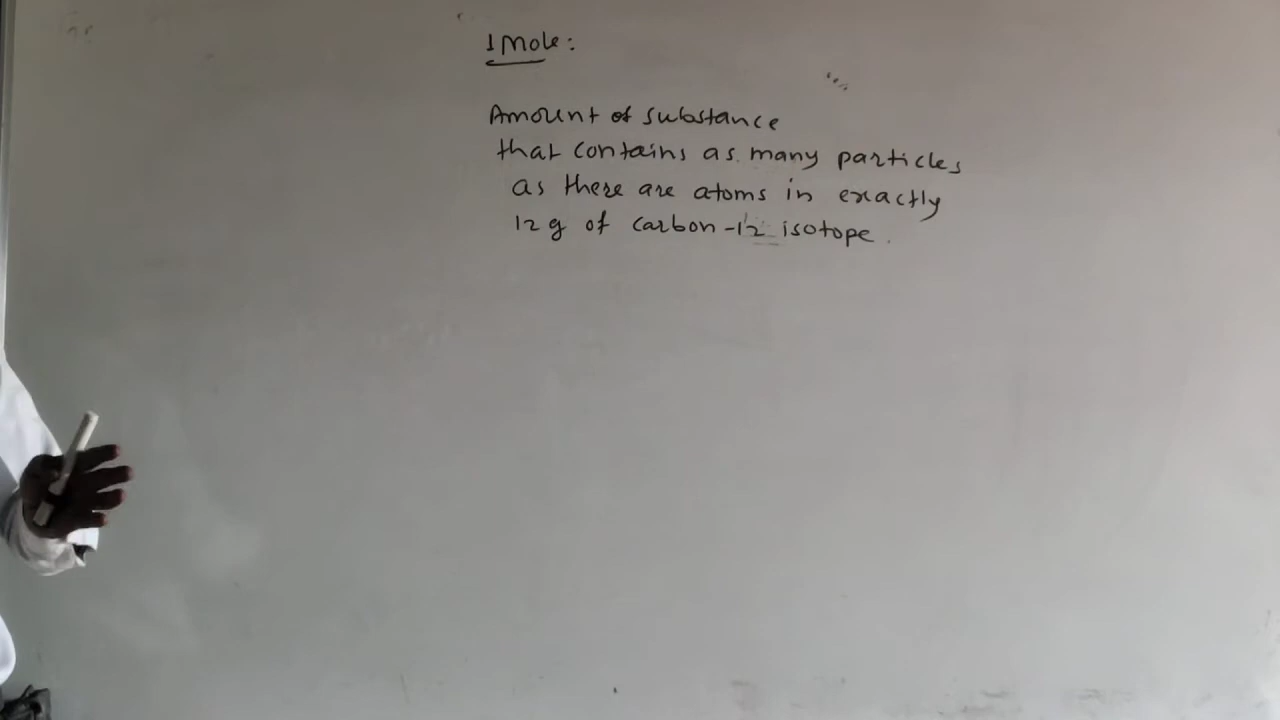 1 Mole:
Amount of substance
that contains as many particles
as there are atoms in exactly
12 g of carbon-12 isotope.